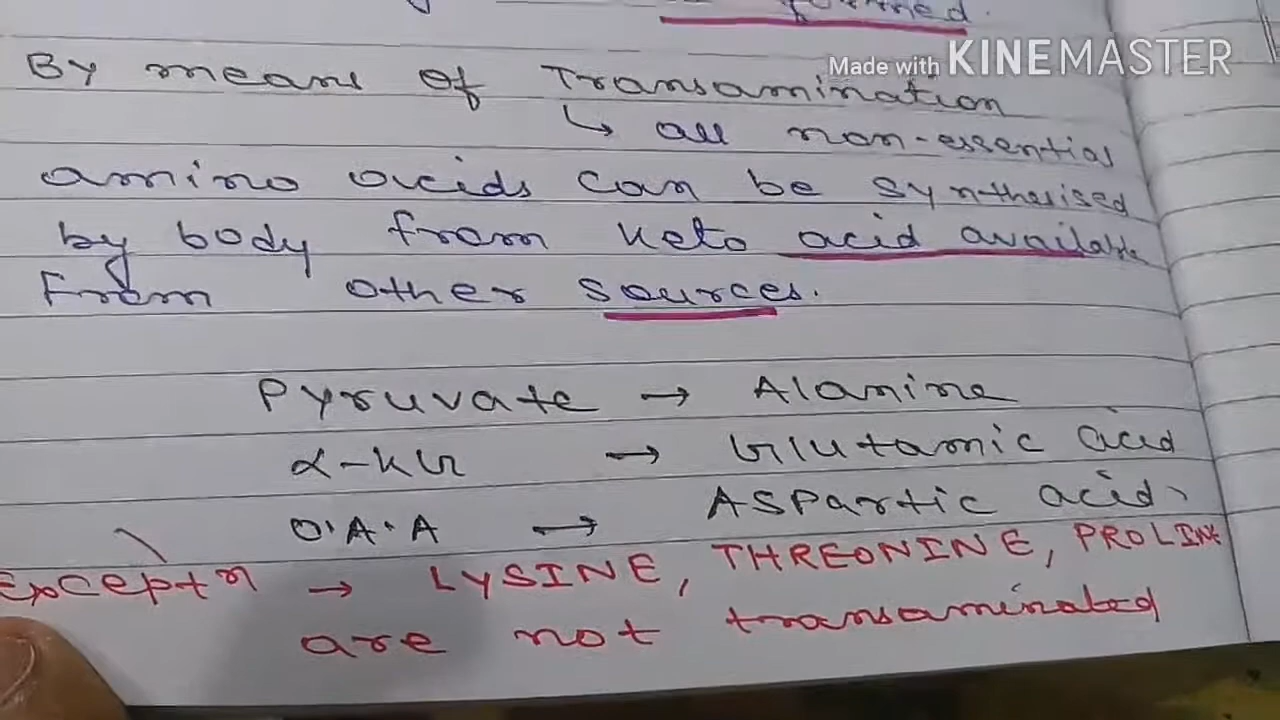 formed.
Made with KINEMASTER
By means of Transamination
↳ all non-essential
amino acids can be synthesised
by body from keto acid available
From other sources.
Pyruvate → Alanine
α-KG → Glutamic acid
O.A.A → Aspartic acid
Exceptn → LYSINE, THREONINE, PROLINE
are not transaminated